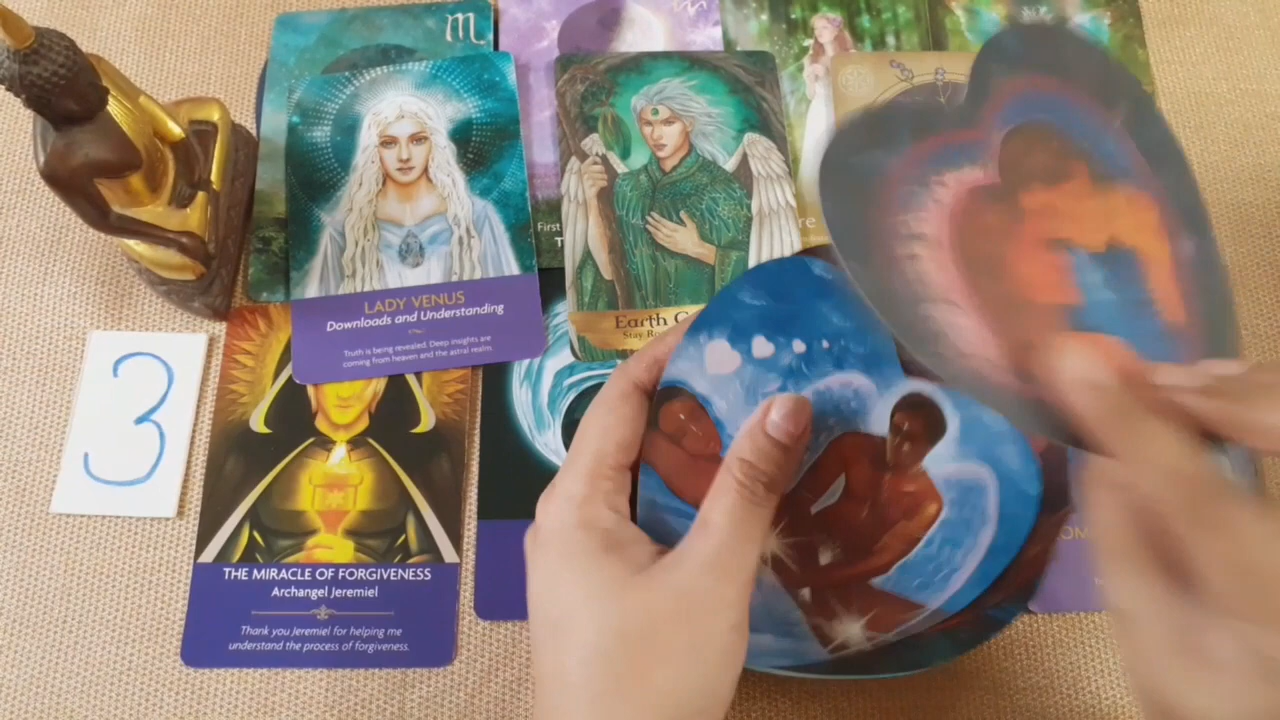 ♏
First
T
re
LADY VENUS
Downloads and Understanding
Truth is being revealed. Deep insights are
coming from heaven and the astral realm.
Earth
Stay
3
THE MIRACLE OF FORGIVENESS
Archangel Jeremiel
Thank you Jeremiel for helping me
understand the process of forgiveness.